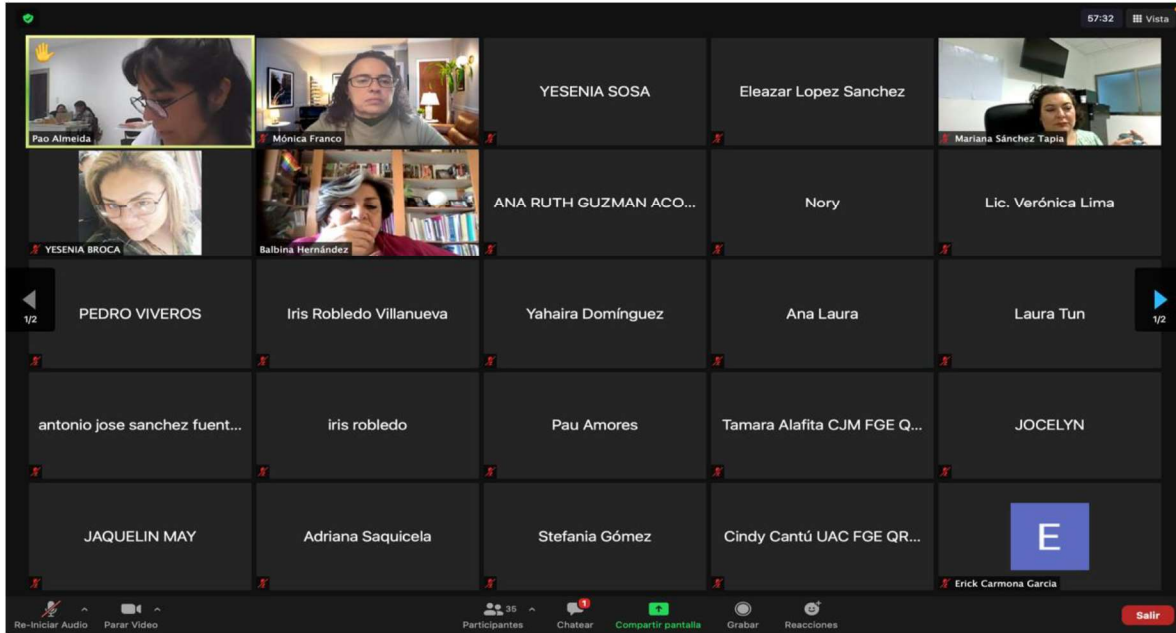 57:32 Vista
Pao Almeida
Mónica Franco
YESENIA SOSA
Eleazar Lopez Sanchez
Mariana Sánchez Tapia
YESENIA BROCA
Balbina Hernández
ANA RUTH GUZMAN ACO...
Nory
Lic. Verónica Lima
1/2
PEDRO VIVEROS
Iris Robledo Villanueva
Yahaira Domínguez
Ana Laura
Laura Tun
1/2
antonio jose sanchez fuent...
iris robledo
Pau Amores
Tamara Alafita CJM FGE Q...
JOCELYN
JAQUELIN MAY
Adriana Saquicela
Stefania Gómez
Cindy Cantú UAC FGE QR...
E
Erick Carmona Garcia
Re-Iniciar Audio
Parar Video
35
Participantes
1
Chatear
Compartir pantalla
Grabar
Reacciones
Salir